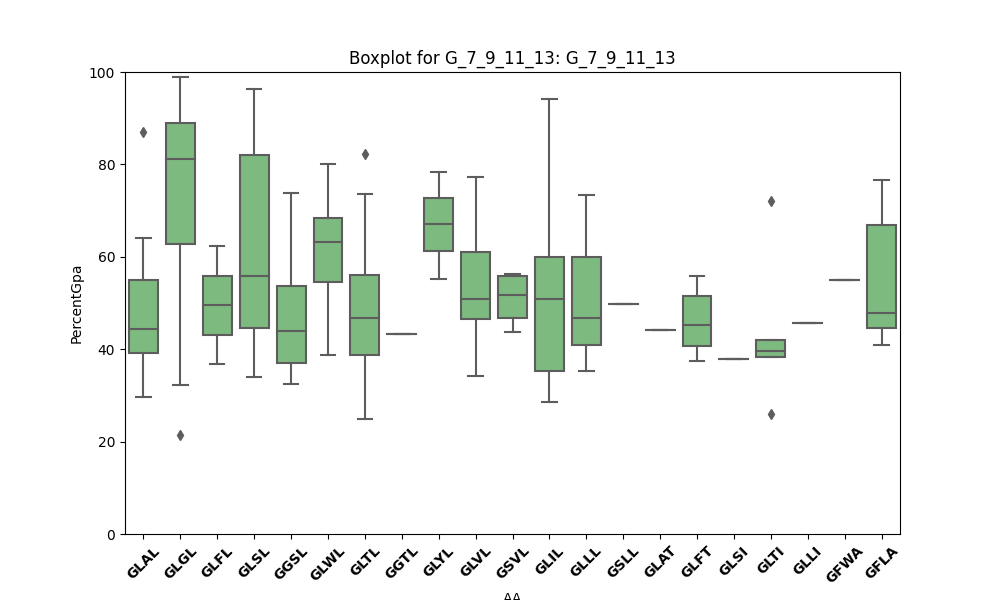 Boxplot for G_7_9_11_13: G_7_9_11_13
100
80
60
40
20
0
PercentGpa
GLAL
GLGL
GLFL
GLSL
GGSL
GLWL
GLTL
GGTL
GLYL
GLVL
GSVL
GLIL
GLLL
GSLL
GLAT
GLFT
GLSI
GLTI
GLLI
GFWA
GFLA
AA